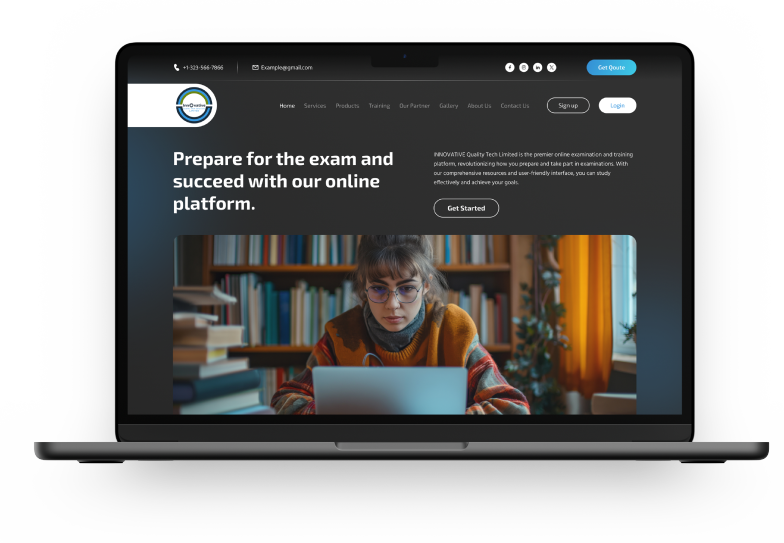 +1-323-566-7866
Example@gmail.com
Get Qoute
Innovative
Home Services Products Training Our Partner Gallery About Us Contact Us
Sign up
Login
Prepare for the exam and
succeed with our online
platform.
INNOVATIVE Quality Tech Limited is the premier online examination and training
platform, revolutionizing how you prepare and take part in examinations. With
our comprehensive resources and user-friendly interface, you can study
effectively and achieve your goals.
Get Started